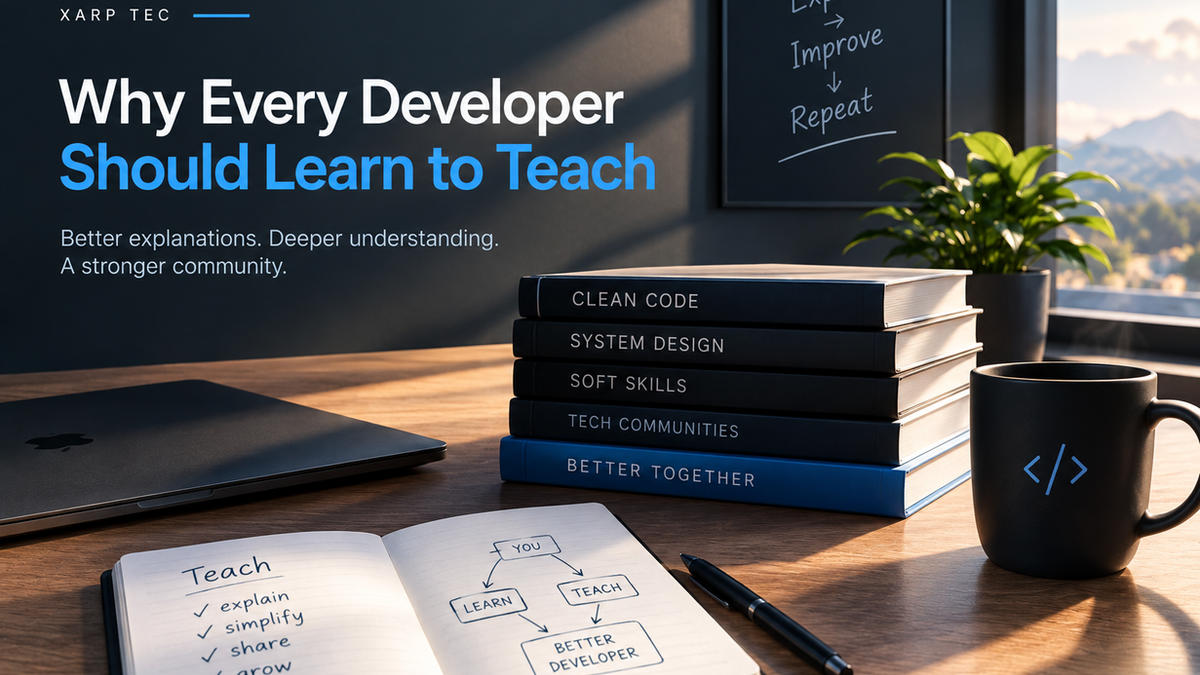 XARP TEC
Why Every Developer
Should Learn to Teach
Better explanations. Deeper understanding.
A stronger community.
→
Improve
↓
Repeat
CLEAN CODE
SYSTEM DESIGN
SOFT SKILLS
TECH COMMUNITIES
BETTER TOGETHER
</>
Teach
✓ explain
✓ simplify
✓ share
YOU
LEARN
TEACH
BETTER
DEVELOPER